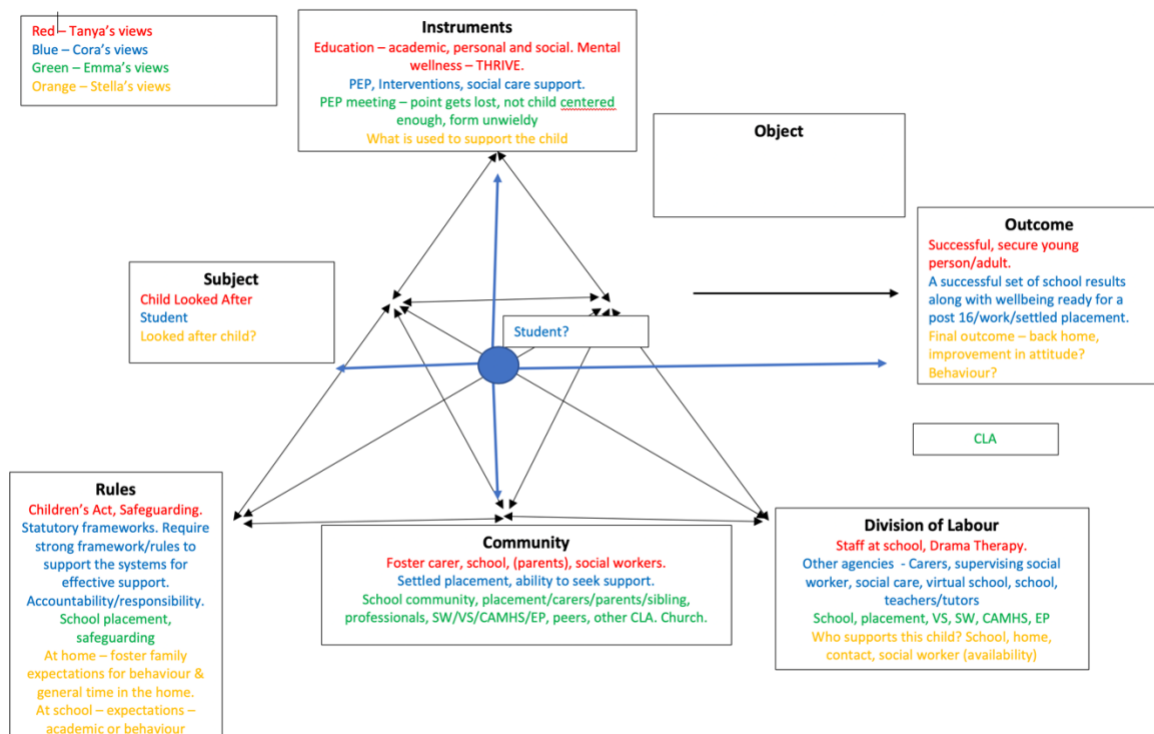 Red – Tanya's views
Blue – Cora's views
Green – Emma's views
Orange – Stella's views
Instruments
Education – academic, personal and social. Mental
wellness – THRIVE.
PEP, Interventions, social care support.
PEP meeting – point gets lost, not child centered
enough, form unwieldy
What is used to support the child
Object
Outcome
Successful, secure young
person/adult.
A successful set of school results
along with wellbeing ready for a
post 16/work/settled placement.
Final outcome – back home,
improvement in attitude?
Behaviour?
Subject
Child Looked After
Student
Looked after child?
Student?
CLA
Rules
Children's Act, Safeguarding.
Statutory frameworks. Require
strong framework/rules to
support the systems for
effective support.
Accountability/responsibility.
School placement,
safeguarding
At home – foster family
expectations for behaviour &
general time in the home.
At school – expectations –
academic or behaviour
Community
Foster carer, school, (parents), social workers.
Settled placement, ability to seek support.
School community, placement/carers/parents/sibling,
professionals, SW/VS/CAMHS/EP, peers, other CLA. Church.
Division of Labour
Staff at school, Drama Therapy.
Other agencies - Carers, supervising social
worker, social care, virtual school, school,
teachers/tutors
School, placement, VS, SW, CAMHS, EP
Who supports this child? School, home,
contact, social worker (availability)